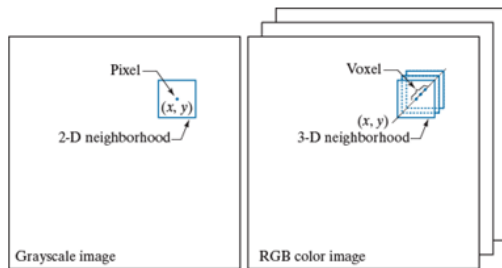 Pixel
(x, y)
2-D neighborhood
Grayscale image
Voxel
(x, y)
3-D neighborhood
RGB color image